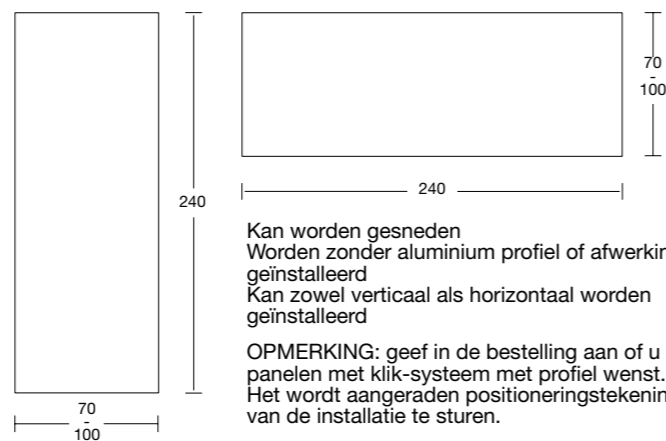 240
70
-
100
70
-
100
240
Kan worden gesneden
Worden zonder aluminium profiel of
geïnstalleerd
Kan zowel verticaal als horizontaal worden
geïnstalleerd
OPMERKING: geef in de bestelling aan of u
panelen met klik-systeem met profiel wenst.
Het wordt aangeraden
van de installatie te sturen.